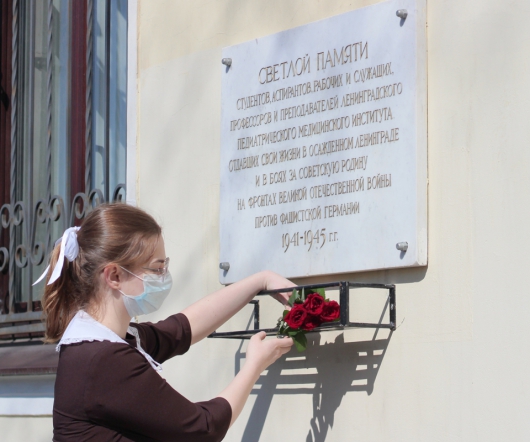 СВЕТЛОЙ ПАМЯТИ
СТУДЕНТОВ, АСПИРАНТОВ, РАБОЧИХ И СЛУЖАЩИХ,
ПРОФЕССОРОВ И ПРЕПОДАВАТЕЛЕЙ ЛЕНИНГРАДСКОГО
ПЕДИАТРИЧЕСКОГО МЕДИЦИНСКОГО ИНСТИТУТА
ОТДАВШИХ СВОИ ЖИЗНИ В ОСАЖДЕННОМ ЛЕНИНГРАДЕ
И В БОЯХ ЗА СОВЕТСКУЮ РОДИНУ
НА ФРОНТАХ ВЕЛИКОЙ ОТЕЧЕСТВЕННОЙ ВОЙНЫ
ПРОТИВ ФАШИСТСКОЙ ГЕРМАНИИ
1941-1945 г.г.